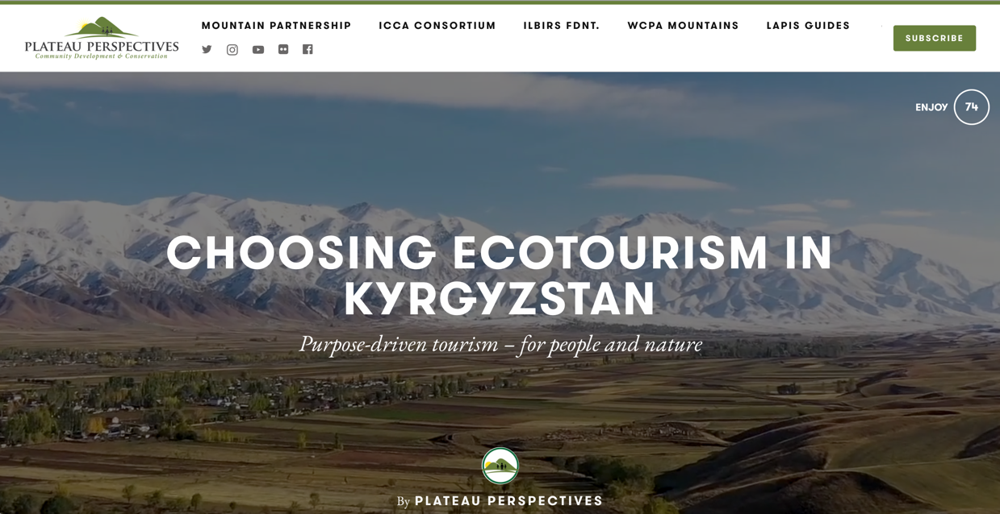 PLATEAU PERSPECTIVES
Community Development & Conservation
MOUNTAIN PARTNERSHIP ICCA CONSORTIUM ILBIRS FDNT. WCPA MOUNTAINS LAPIS GUIDES
SUBSCRIBE
ENJOY 74
CHOOSING ECOTOURISM IN
KYRGYZSTAN
Purpose-driven tourism – for people and nature
By PLATEAU PERSPECTIVES